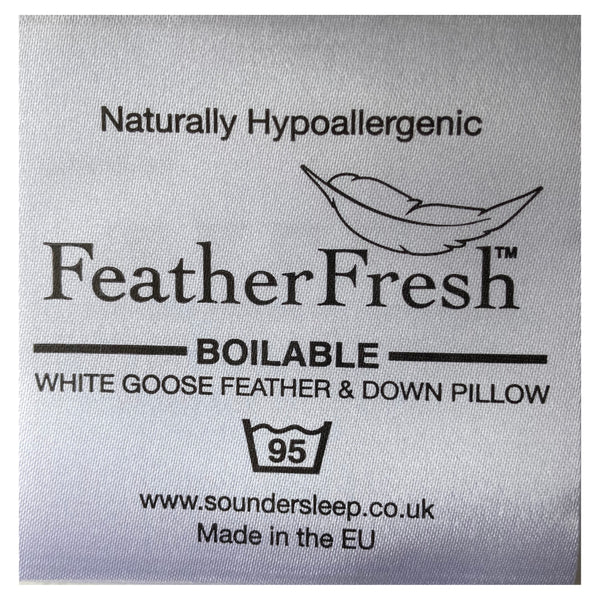 Naturally Hypoallergenic
FeatherFresh™
BOILABLE
WHITE GOOSE FEATHER & DOWN PILLOW
95
www.soundersleep.co.uk
Made in the EU